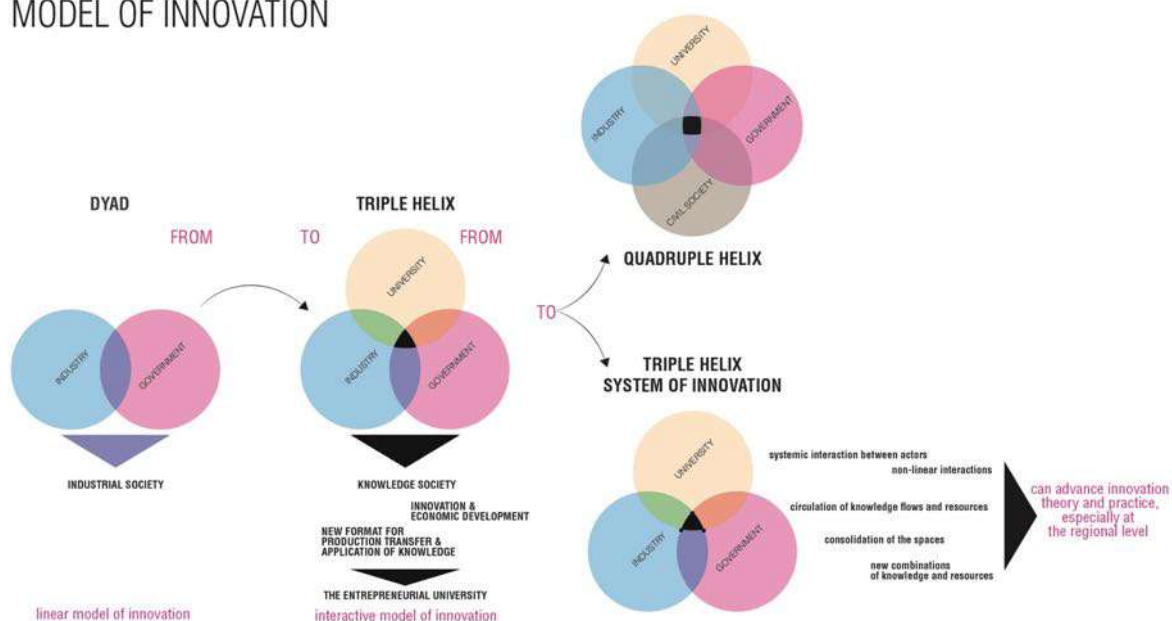 MODEL OF INNOVATION
UNIVERSITY
INDUSTRY
GOVERNMENT
CIVIL SOCIETY
QUADRUPLE HELIX
DYAD
TRIPLE HELIX
FROM
TO
FROM
UNIVERSITY
INDUSTRY
GOVERNMENT
INDUSTRY
GOVERNMENT
TO
INDUSTRIAL SOCIETY
KNOWLEDGE SOCIETY
INNOVATION &
ECONOMIC DEVELOPMENT
NEW FORMAT FOR
PRODUCTION TRANSFER &
APPLICATION OF KNOWLEDGE
THE ENTREPRENEURIAL UNIVERSITY
linear model of innovation
interactive model of innovation
TRIPLE HELIX
SYSTEM OF INNOVATION
UNIVERSITY
INDUSTRY
GOVERNMENT
systemic interaction between actors
non-linear interactions
circulation of knowledge flows and resources
consolidation of the spaces
new combinations
of knowledge and resources
can advance innovation
theory and practice,
especially at
the regional level